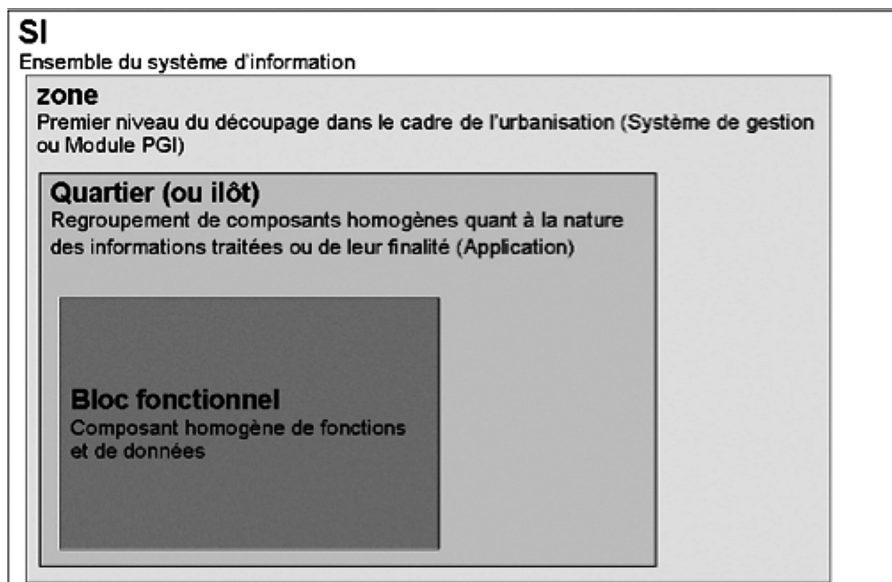 SI
Ensemble du système d'information
zone
Premier niveau du découpage dans le cadre de l'urbanisation (Système de gestion
ou Module PGI)
Quartier (ou ilôt)
Regroupement de composants homogènes quant à la nature
des informations traitées ou de leur finalité (Application)
Bloc fonctionnel
Composant homogène de fonctions
et de données